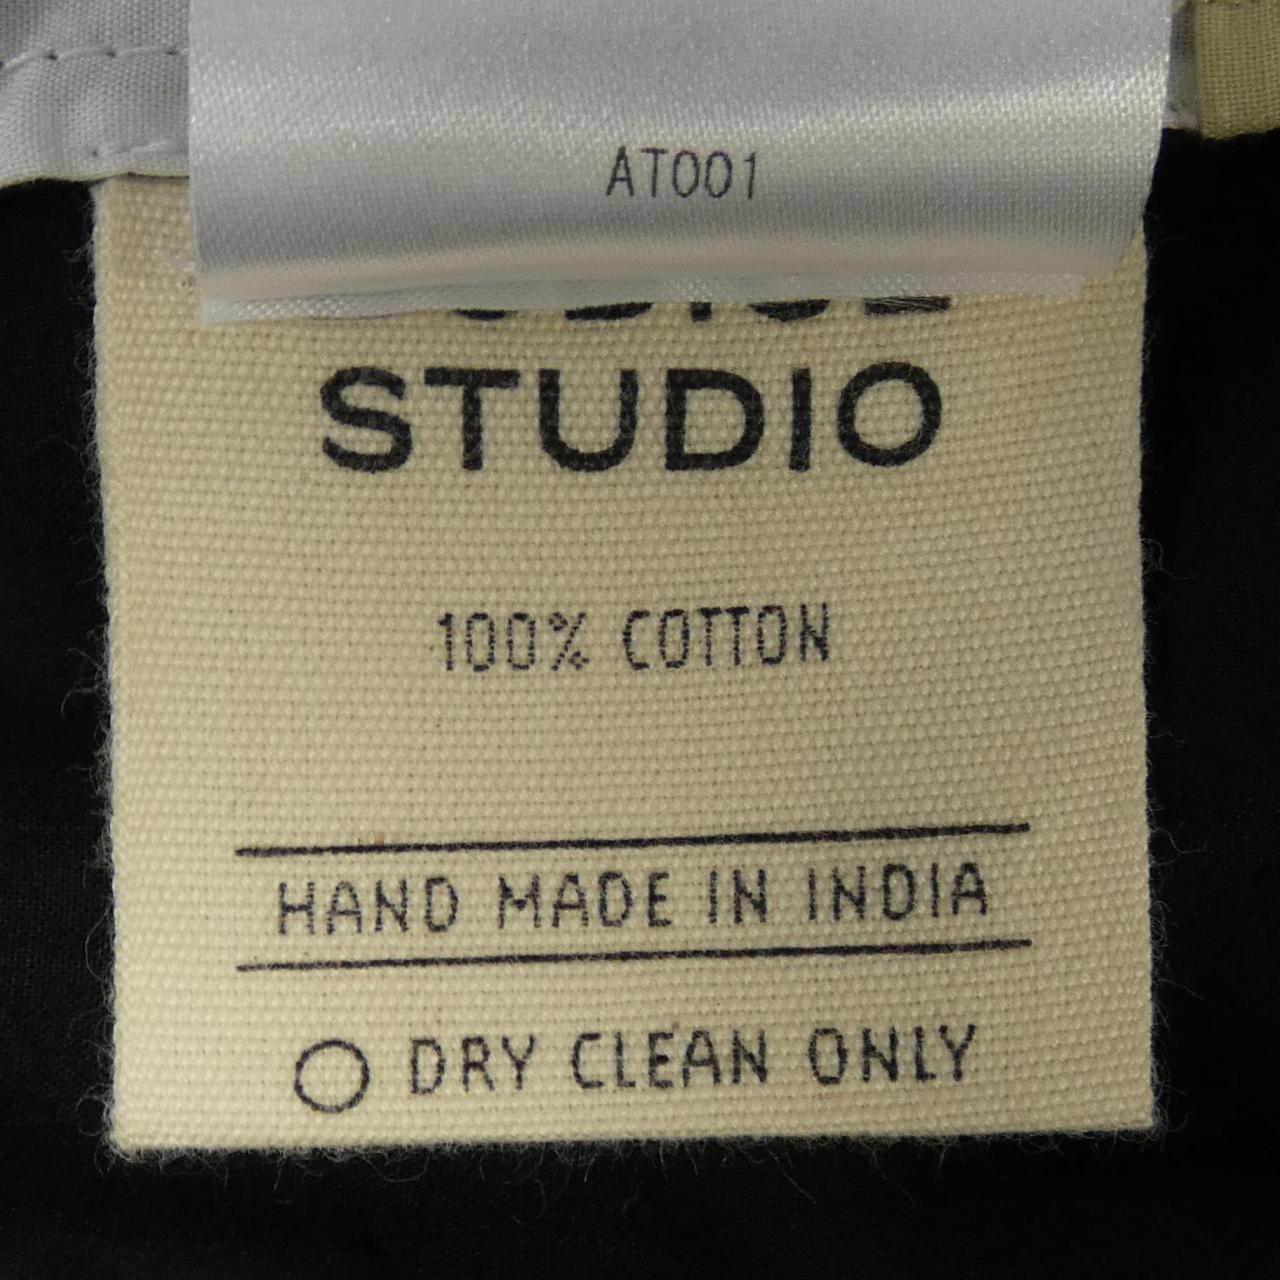 AT001
STUDIO
100% COTTON
HAND MADE IN INDIA
DRY CLEAN ONLY